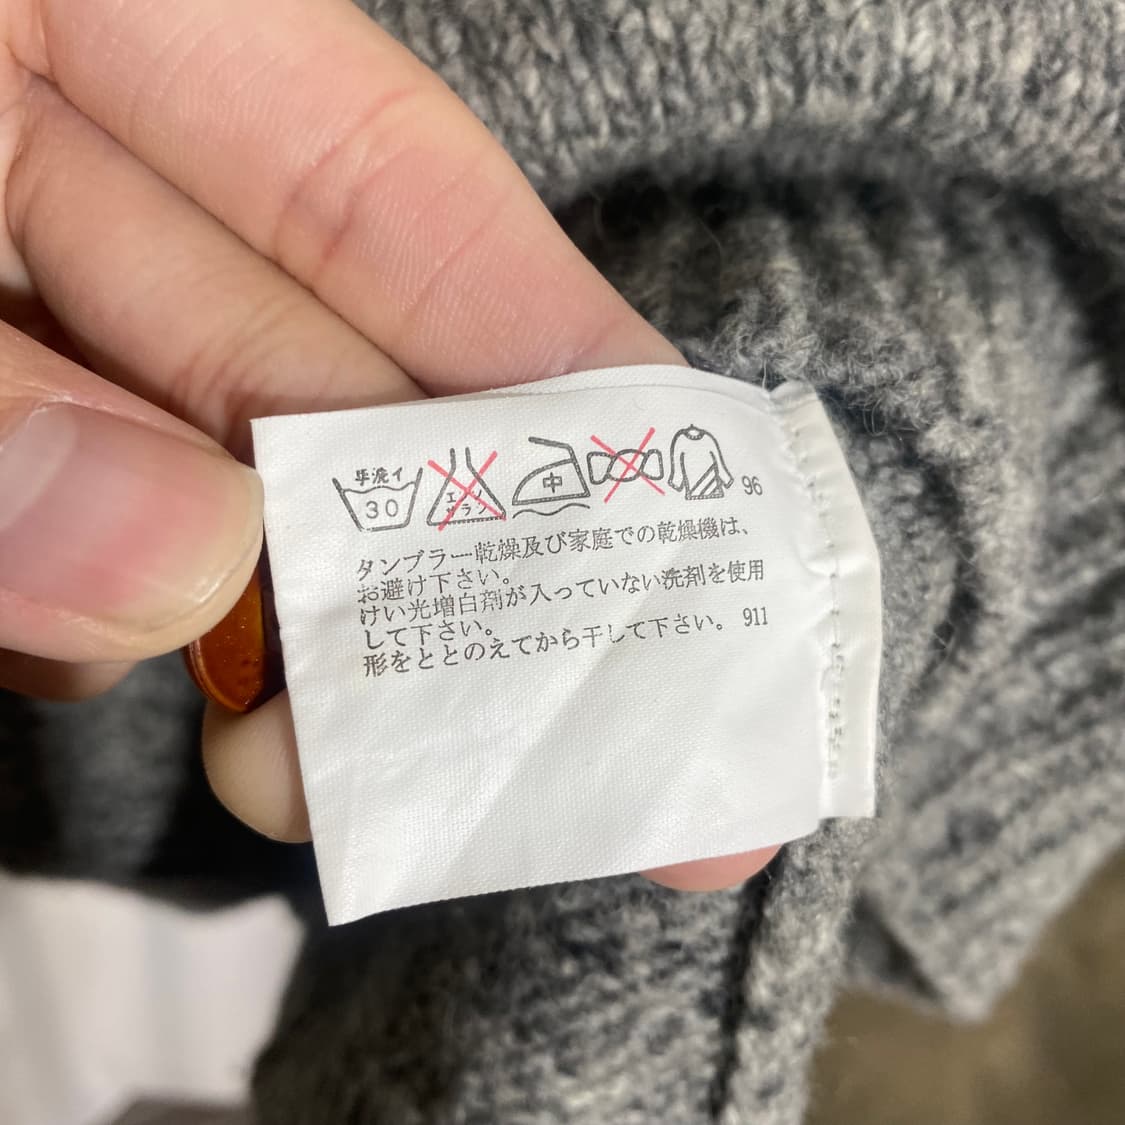 手洗イ
30
エンソ
サラシ
中
96
タンブラー乾燥及び家庭での乾燥機は、
お避け下さい。
けい光増白剤が入っていない洗剤を使用
して下さい。
形をととのえてから干して下さい。 911